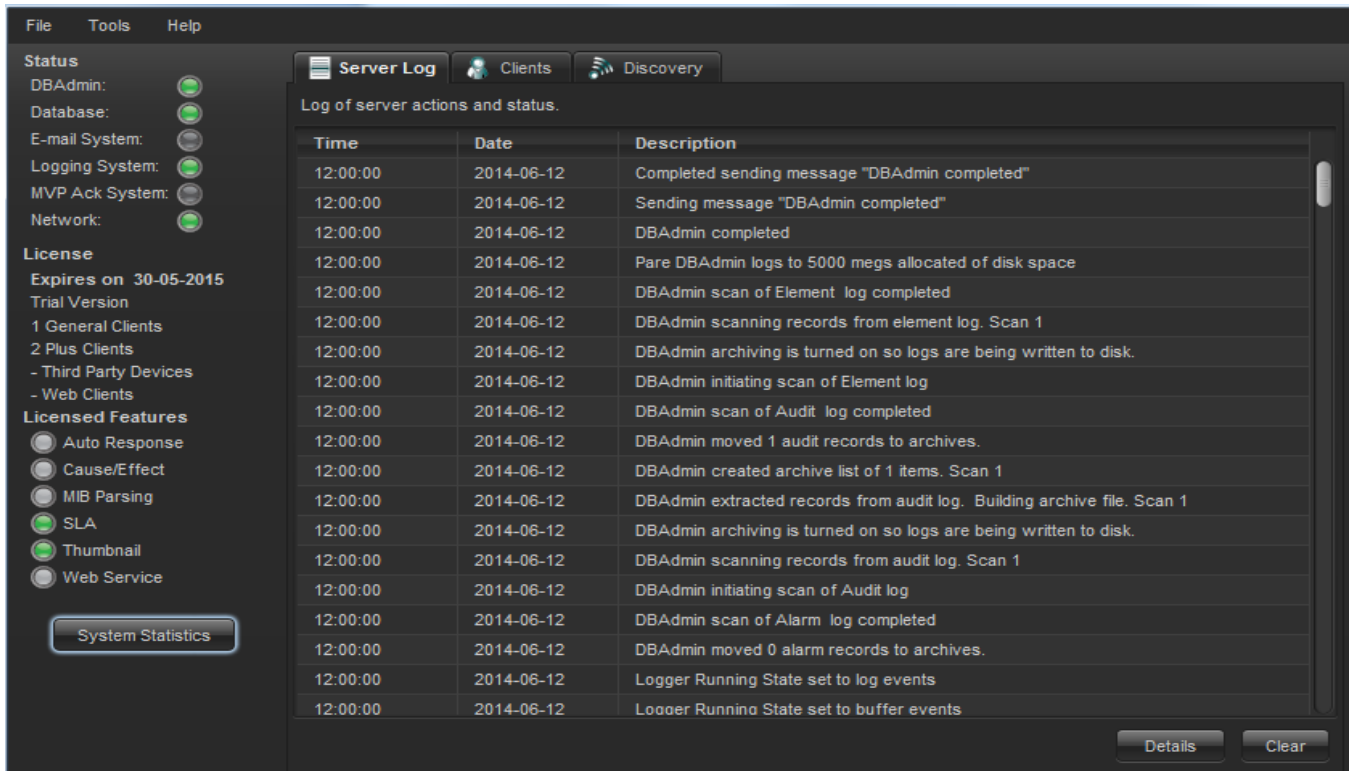 File Tools Help
Status
DBAdmin:
Database:
E-mail System:
Logging System:
MVP Ack System:
Network:
License
Expires on 30-05-2015
Trial Version
1 General Clients
2 Plus Clients
- Third Party Devices
- Web Clients
Licensed Features
Auto Response
Cause/Effect
MIB Parsing
SLA
Thumbnail
Web Service
System Statistics
Server Log Clients Discovery
Log of server actions and status.
Time Date Description
12:00:00 2014-06-12 Completed sending message "DBAdmin completed"
12:00:00 2014-06-12 Sending message "DBAdmin completed"
12:00:00 2014-06-12 DBAdmin completed
12:00:00 2014-06-12 Pare DBAdmin logs to 5000 megs allocated of disk space
12:00:00 2014-06-12 DBAdmin scan of Element log completed
12:00:00 2014-06-12 DBAdmin scanning records from element log. Scan 1
12:00:00 2014-06-12 DBAdmin archiving is turned on so logs are being written to disk.
12:00:00 2014-06-12 DBAdmin initiating scan of Element log
12:00:00 2014-06-12 DBAdmin scan of Audit log completed
12:00:00 2014-06-12 DBAdmin moved 1 audit records to archives.
12:00:00 2014-06-12 DBAdmin created archive list of 1 items. Scan 1
12:00:00 2014-06-12 DBAdmin extracted records from audit log. Building archive file. Scan 1
12:00:00 2014-06-12 DBAdmin archiving is turned on so logs are being written to disk.
12:00:00 2014-06-12 DBAdmin scanning records from audit log. Scan 1
12:00:00 2014-06-12 DBAdmin initiating scan of Audit log
12:00:00 2014-06-12 DBAdmin scan of Alarm log completed
12:00:00 2014-06-12 DBAdmin moved 0 alarm records to archives.
12:00:00 2014-06-12 Logger Running State set to log events
12:00:00 2014-06-12 Logger Running State set to buffer events
Details Clear